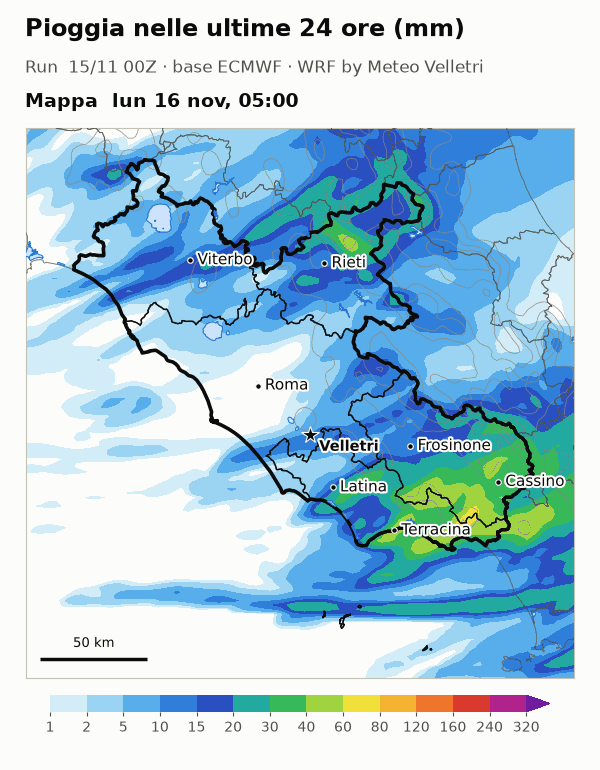 Pioggia nelle ultime 24 ore (mm)
Run  15/11 00Z · base ECMWF · WRF by Meteo Velletri
Mappa  lun 16 nov, 05:00
Viterbo
Rieti
Roma
Velletri
Frosinone
Cassino
Latina
Terracina
50 km
1 2 5 10 15 20 30 40 60 80 120 160 240 320